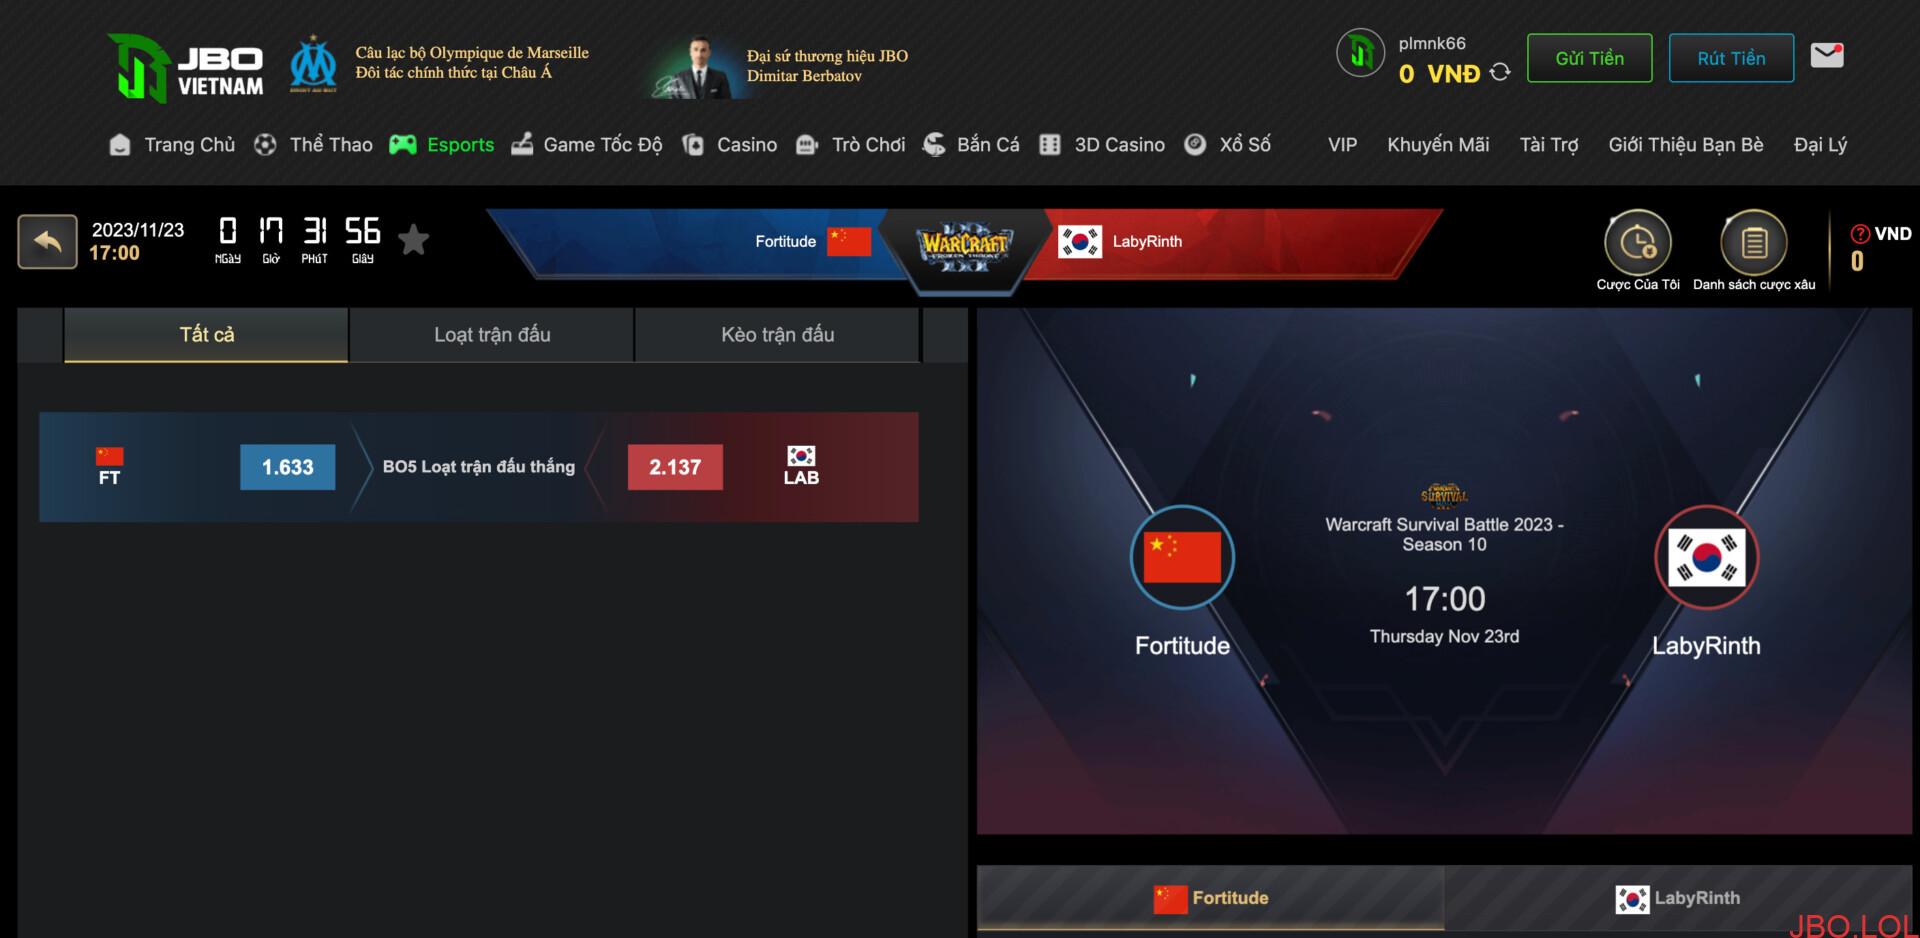 JBO
VIETNAM
Câu lạc bộ Olympique de Marseille
Đôi tác chính thức tại Châu Á
Đại sứ thương hiệu JBO
Dimitar Berbatov
plmnk66
0 VNĐ
Gửi Tiền
Rút Tiền
Trang Chủ
Thể Thao
Esports
Game Tốc Độ
Casino
Trò Chơi
Bắn Cá
3D Casino
Xổ Số
VIP
Khuyến Mãi
Tài Trợ
Giới Thiệu Bạn Bè
Đại Lý
2023/11/23
17:00
0 17 31 56
Ngày Giờ Phút Giây
Fortitude
WARCRAFT
III
FROZEN THRONE
LabyRinth
Cược Của Tôi
Danh sách cược xâu
VND
0
Tất cả
Loạt trận đấu
Kèo trận đấu
FT
1.633
BO5 Loạt trận đấu thắng
2.137
LAB
SURVIVAL
Warcraft Survival Battle 2023 -
Season 10
17:00
Thursday Nov 23rd
Fortitude
LabyRinth
Fortitude
LabyRinth
JBO.LOL